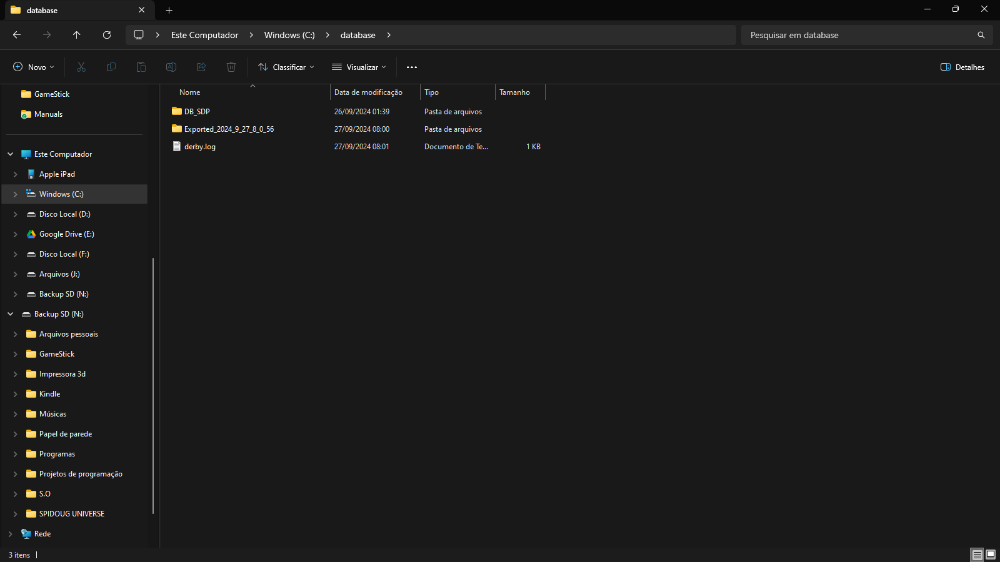 database
Este Computador
Windows (C:)
database
Pesquisar em database
Novo
Classificar
Visualizar
Detalhes
GameStick
Manuals
Este Computador
Apple iPad
Windows (C:)
Disco Local (D:)
Google Drive (E:)
Disco Local (F:)
Arquivos (J:)
Backup SD (N:)
Backup SD (N:)
Arquivos pessoais
GameStick
Impressora 3d
Kindle
Músicas
Papel de parede
Programas
Projetos de programação
S.O
SPIDOUG UNIVERSE
Rede
Nome Data de modificação Tipo Tamanho
DB_SDP 26/09/2024 01:39 Pasta de arquivos
Exported_2024_9_27_8_0_56 27/09/2024 08:00 Pasta de arquivos
derby.log 27/09/2024 08:01 Documento de Te... 1 KB
3 itens